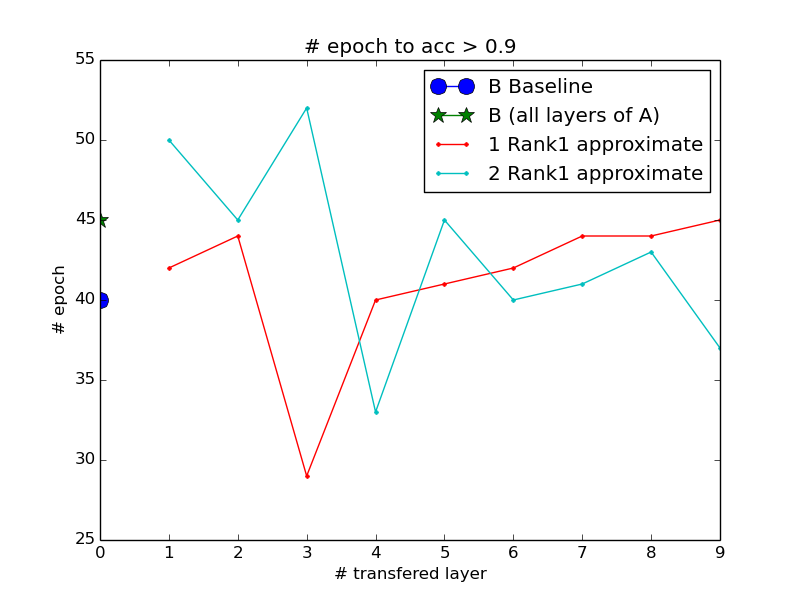 # epoch to acc > 0.9
B Baseline
B (all layers of A)
1 Rank1 approximate
2 Rank1 approximate
55
50
45
40
35
30
25
# epoch
0 1 2 3 4 5 6 7 8 9
# transfered layer